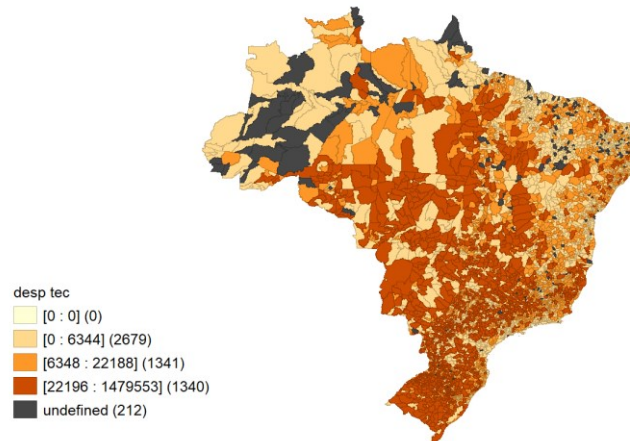 desp tec
[0 : 0] (0)
[0 : 6344] (2679)
[6348 : 22188] (1341)
[22196 : 1479553] (1340)
undefined (212)